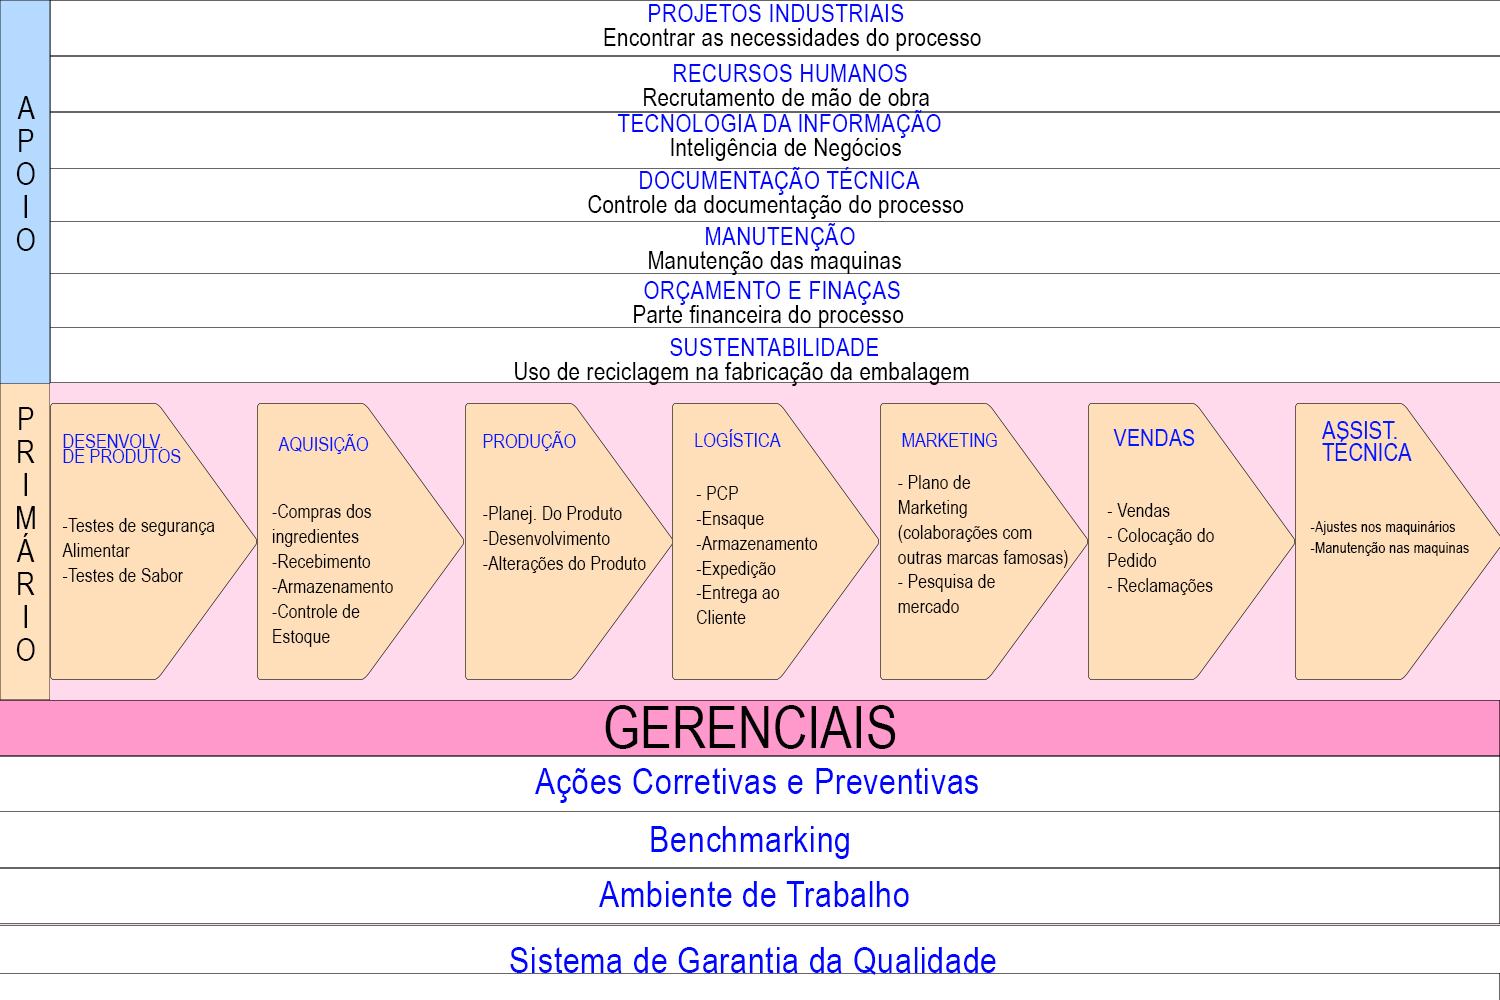 APOIO
PROJETOS INDUSTRIAIS
Encontrar as necessidades do processo
RECURSOS HUMANOS
Recrutamento de mão de obra
TECNOLOGIA DA INFORMAÇÃO
Inteligência de Negócios
DOCUMENTAÇÃO TÉCNICA
Controle da documentação do processo
MANUTENÇÃO
Manutenção das maquinas
ORÇAMENTO E FINAÇAS
Parte financeira do processo
SUSTENTABILIDADE
Uso de reciclagem na fabricação da embalagem
PRIMÁRIO
DESENVOLV.
DE PRODUTOS
-Testes de segurança
Alimentar
-Testes de Sabor
AQUISIÇÃO
-Compras dos
ingredientes
-Recebimento
-Armazenamento
-Controle de
Estoque
PRODUÇÃO
-Planej. Do Produto
-Desenvolvimento
-Alterações do Produto
LOGÍSTICA
- PCP
-Ensaque
-Armazenamento
-Expedição
-Entrega ao
Cliente
MARKETING
- Plano de
Marketing
(colaborações com
outras marcas famosas)
- Pesquisa de
mercado
VENDAS
- Vendas
- Colocação do
Pedido
- Reclamações
ASSIST.
TÉCNICA
-Ajustes nos maquinários
-Manutenção nas maquinas
GERENCIAIS
Ações Corretivas e Preventivas
Benchmarking
Ambiente de Trabalho
Sistema de Garantia da Qualidade